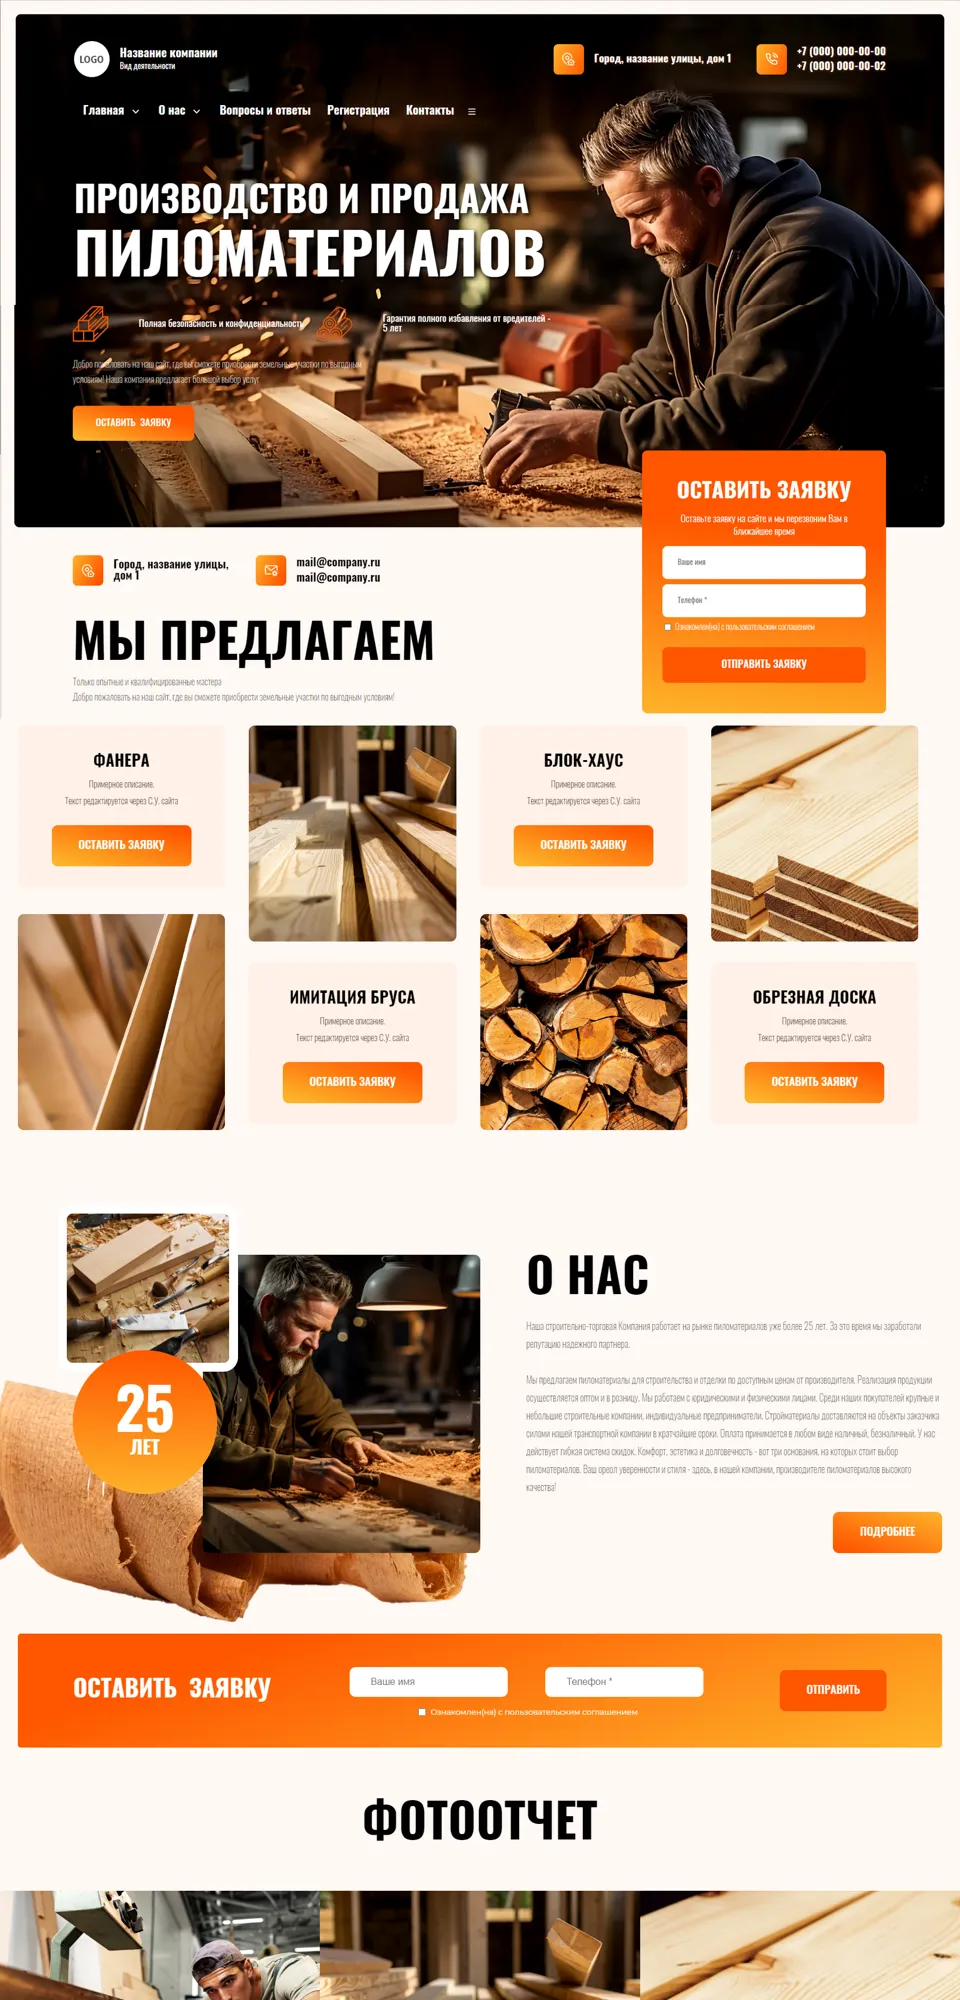 LOGO
Название компании
Вид деятельности
Город, название улицы, дом 1
+7 (000) 000-00-00
+7 (000) 000-00-02
Главная
О нас
Вопросы и ответы
Регистрация
Контакты
ПРОИЗВОДСТВО И ПРОДАЖА
ПИЛОМАТЕРИАЛОВ
Полная безопасность и конфиденциальность
Гарантия полного избавления от вредителей -
5 лет
Добро пожаловать на наш сайт, где вы сможете приобрести земельные участки по выгодным
условиям! Наша компания предлагает большой выбор услуг
ОСТАВИТЬ ЗАЯВКУ
ОСТАВИТЬ ЗАЯВКУ
Оставьте заявку на сайте и мы перезвоним Вам в
ближайшее время
Ваше имя
Телефон *
Ознакомлен(на) с пользовательским соглашением
ОТПРАВИТЬ ЗАЯВКУ
Город, название улицы,
дом 1
mail@company.ru
mail@company.ru
МЫ ПРЕДЛАГАЕМ
Только опытные и квалифицированные мастера
Добро пожаловать на наш сайт, где вы сможете приобрести земельные участки по выгодным условиям!
ФАНЕРА
Примерное описание.
Текст редактируется через С.У. сайта
ОСТАВИТЬ ЗАЯВКУ
БЛОК-ХАУС
Примерное описание.
Текст редактируется через С.У. сайта
ОСТАВИТЬ ЗАЯВКУ
ИМИТАЦИЯ БРУСА
Примерное описание.
Текст редактируется через С.У. сайта
ОСТАВИТЬ ЗАЯВКУ
ОБРЕЗНАЯ ДОСКА
Примерное описание.
Текст редактируется через С.У. сайта
ОСТАВИТЬ ЗАЯВКУ
25
ЛЕТ
О НАС
Наша строительно-торговая Компания работает на рынке пиломатериалов уже более 25 лет. За это время мы заработали
репутацию надежного партнера.
Мы предлагаем пиломатериалы для строительства и отделки по доступным ценам от производителя. Реализация продукции
осуществляется оптом и в розницу. Мы работаем с юридическими и физическими лицами. Среди наших покупателей крупные и
небольшие строительные компании, индивидуальные предприниматели. Стройматериалы доставляются на объекты заказчика
силами нашей транспортной компании в кратчайшие сроки. Оплата принимается в любом виде наличный, безналичный. У нас
действует гибкая система скидок. Комфорт, эстетика и долговечность - вот три основания, на которых стоит выбор
пиломатериалов. Ваш ореол уверенности и стиля - здесь, в нашей компании, производителе пиломатериалов высокого
качества!
ПОДРОБНЕЕ
ОСТАВИТЬ ЗАЯВКУ
Ваше имя
Телефон *
Ознакомлен(на) с пользовательским соглашением
ОТПРАВИТЬ
ФОТООТЧЕТ